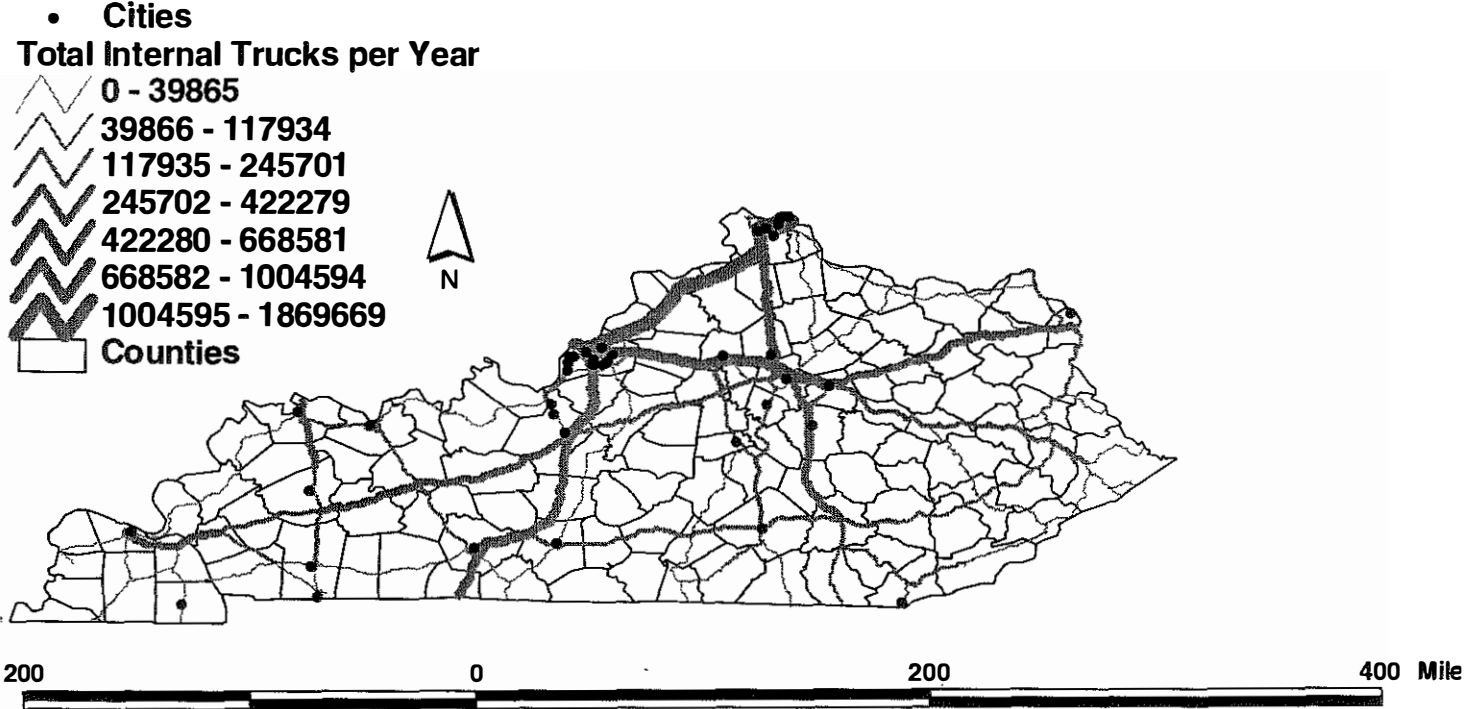 Cities
Total Internal Trucks per Year
0 - 39865
39866 - 117934
117935 - 245701
245702 - 422279
422280 - 668581
668582 - 1004594
1004595 - 1869669
Counties
N
200 0 200 400 Mile